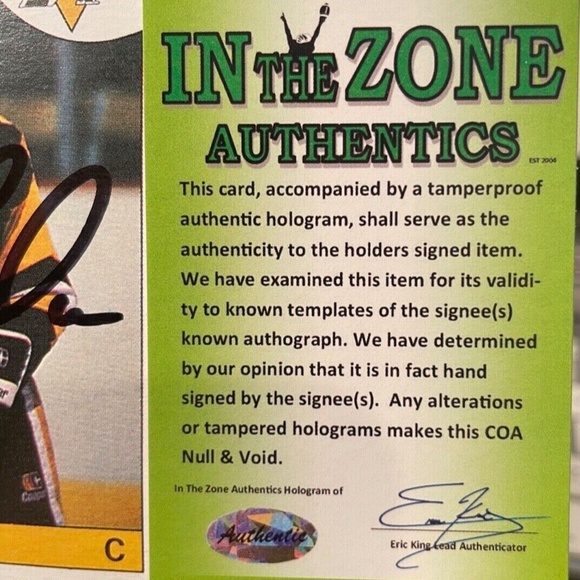 IN THE ZONE
AUTHENTICS
EST 2004
This card, accompanied by a tamperproof
authentic hologram, shall serve as the
authenticity to the holders signed item.
We have examined this item for its validi-
ty to known templates of the signee(s)
known authograph. We have determined
by our opinion that it is in fact hand
signed by the signee(s). Any alterations
or tampered holograms makes this COA
Null & Void.
In The Zone Authentics Hologram of
Authentic
Eric King Lead Authenticator
C